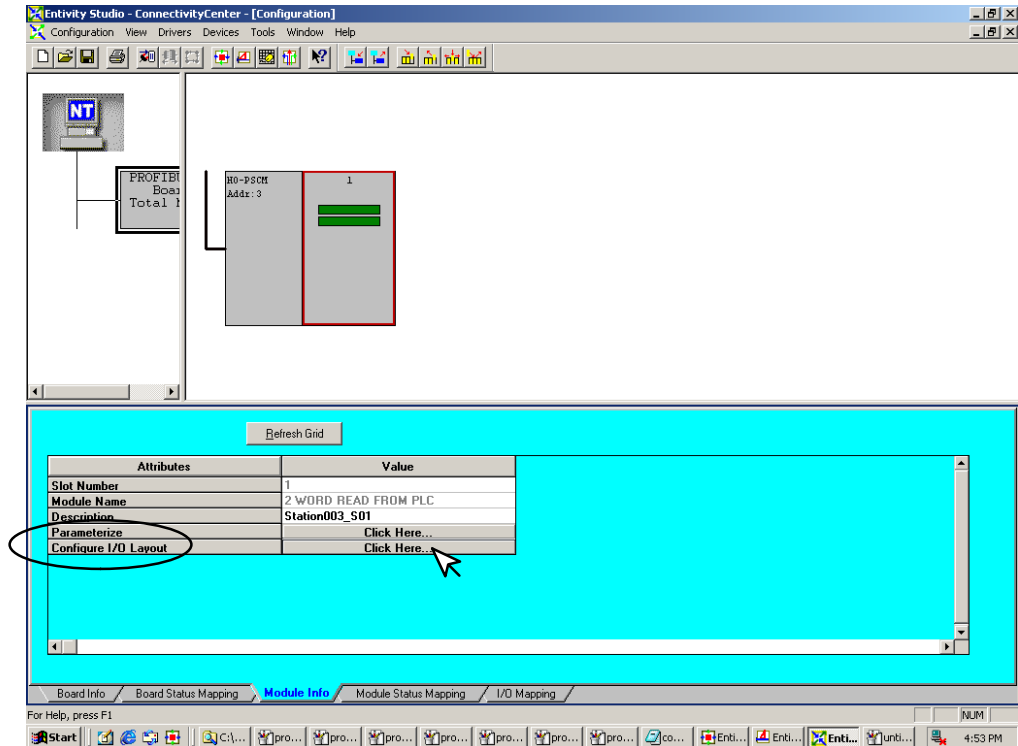 Entivity Studio - ConnectivityCenter - [Configuration]
Configuration View Drivers Devices Tools Window Help
NT
PROFIBU
Boar
Total
H0-PSCM
Addr:3
1
Refresh Grid
Attributes Value
Slot Number 1
Module Name 2 WORD READ FROM PLC
Description Station003_S01
Parameterize Click Here...
Configure I/O Layout Click Here...
Board Info Board Status Mapping Module Info Module Status Mapping I/O Mapping
For Help, press F1 NUM
Start C:\... pro... pro... pro... pro... pro... pro... pro... co... Enti... Enti... Enti... unti... 4:53 PM